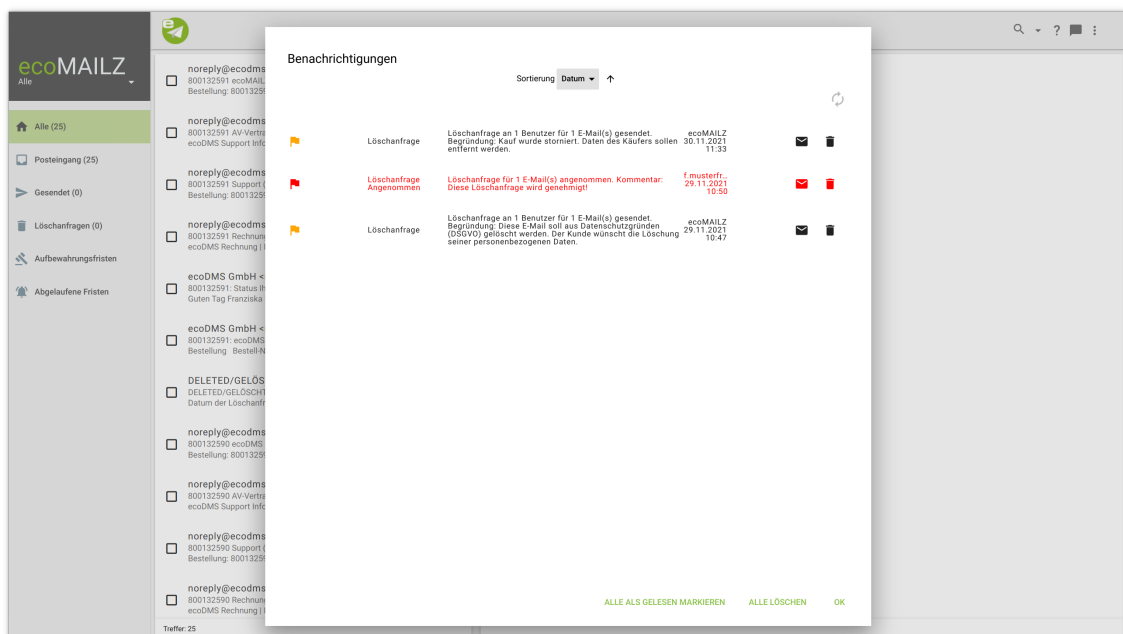 ecoMAILZ
Alle
Alle (25)
Posteingang (25)
Gesendet (0)
Löschanfragen (0)
Aufbewahrungsfristen
Abgelaufene Fristen
noreply@ecodms
800132591 ecoMAIL
Bestellung: 80013259
noreply@ecodms
800132591 AV-Vertra
ecoDMS Support Info
noreply@ecodms
800132591 Support (
Bestellung: 80013259
noreply@ecodms
800132591 Rechnun
ecoDMS Rechnung |
ecoDMS GmbH <
800132591: Status Ih
Guten Tag Franziska
ecoDMS GmbH <
800132591: ecoDMS
Bestellung Bestell-N
DELETED/GELÖS
DELETED/GELÖSCHT
Datum der Löschanfr
noreply@ecodms
800132590 ecoDMS
Bestellung: 80013259
noreply@ecodms
800132590 AV-Vertra
ecoDMS Support Info
noreply@ecodms
800132590 Support (
Bestellung: 80013259
noreply@ecodms
800132590 Rechnun
ecoDMS Rechnung |
Treffer: 25
Benachrichtigungen
Sortierung Datum
Löschanfrage
Löschanfrage an 1 Benutzer für 1 E-Mail(s) gesendet.
Begründung: Kauf wurde storniert. Daten des Käufers sollen
entfernt werden.
ecoMAILZ
30.11.2021
11:33
Löschanfrage
Angenommen
Löschanfrage für 1 E-Mail(s) angenommen. Kommentar:
Diese Löschanfrage wird genehmigt!
f.musterfr..
29.11.2021
10:50
Löschanfrage
Löschanfrage an 1 Benutzer für 1 E-Mail(s) gesendet.
Begründung: Diese E-Mail soll aus Datenschutzgründen
(DSGVO) gelöscht werden. Der Kunde wünscht die Löschung
seiner personenbezogenen Daten.
ecoMAILZ
29.11.2021
10:47
ALLE ALS GELESEN MARKIEREN ALLE LÖSCHEN OK